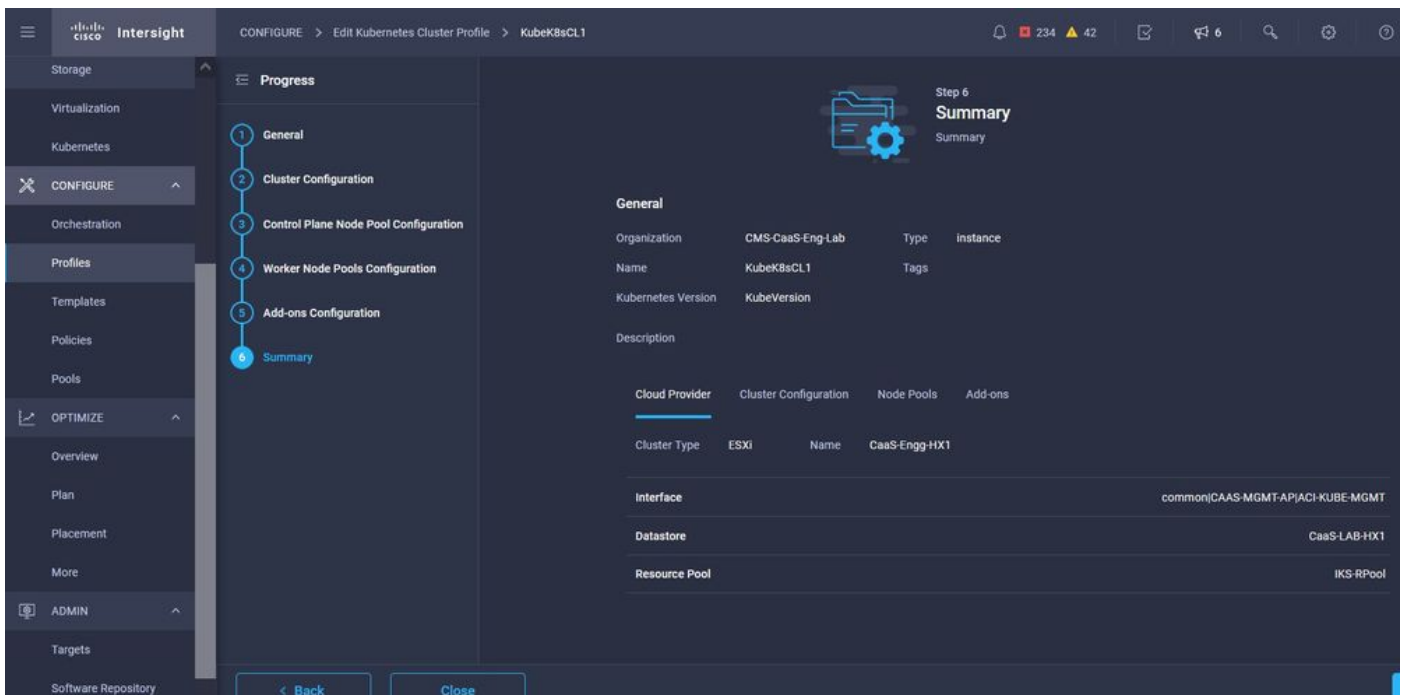 cisco Intersight
CONFIGURE > Edit Kubernetes Cluster Profile > KubeK8sCL1
234 42
6
Storage
Virtualization
Kubernetes
CONFIGURE
Orchestration
Profiles
Templates
Policies
Pools
OPTIMIZE
Overview
Plan
Placement
More
ADMIN
Targets
Software Repository
Progress
1 General
2 Cluster Configuration
3 Control Plane Node Pool Configuration
4 Worker Node Pools Configuration
5 Add-ons Configuration
6 Summary
Step 6
Summary
Summary
General
Organization CMS-CaaS-Eng-Lab Type instance
Name KubeK8sCL1 Tags
Kubernetes Version KubeVersion
Description
Cloud Provider Cluster Configuration Node Pools Add-ons
Cluster Type ESXi Name CaaS-Engg-HX1
Interface common|CAAS-MGMT-AP|ACI-KUBE-MGMT
Datastore CaaS-LAB-HX1
Resource Pool IKS-RPool
< Back Close